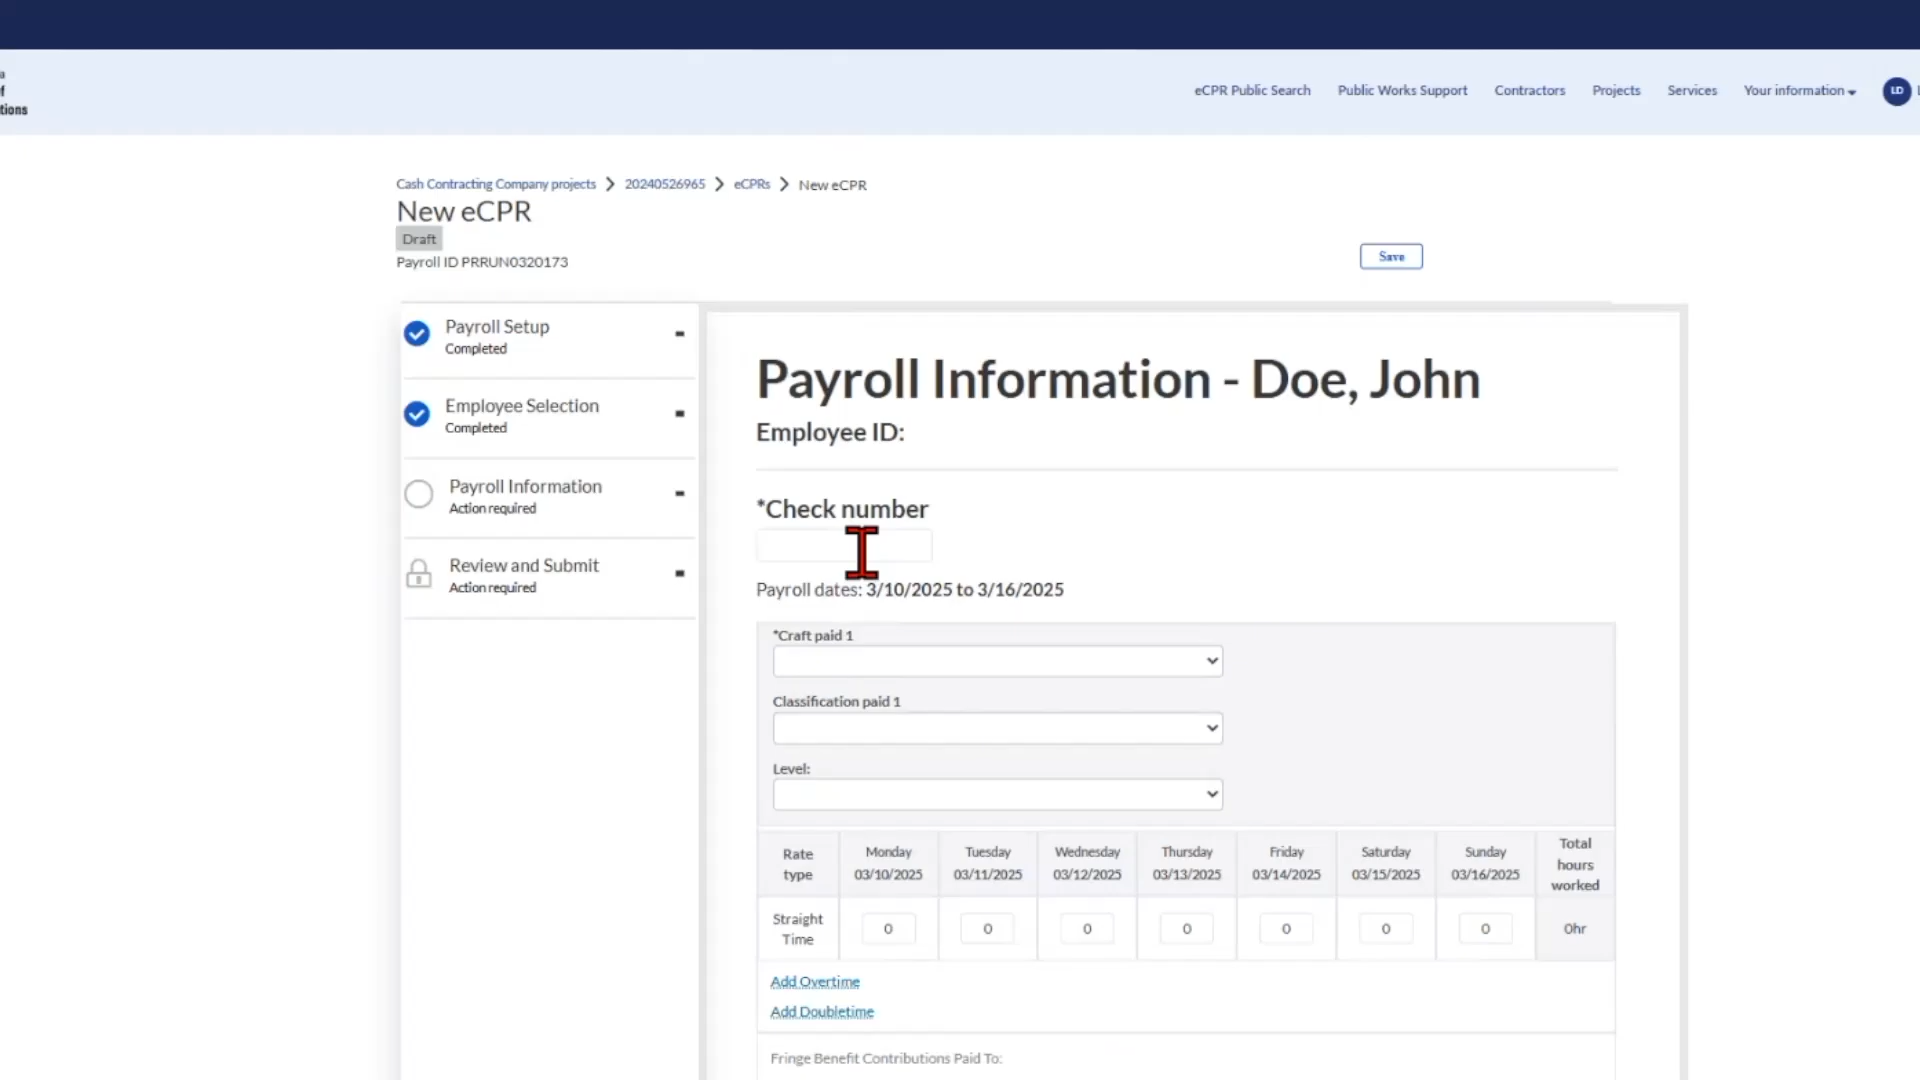 a
f
tions
eCPR Public Search
Public Works Support
Contractors
Projects
Services
Your information
LD
Cash Contracting Company projects
20240526965
eCPRs
New eCPR
New eCPR
Draft
Payroll ID PRRUN0320173
Save
Payroll Setup
Completed
Employee Selection
Completed
Payroll Information
Action required
Review and Submit
Action required
Payroll Information - Doe, John
Employee ID:
*Check number
Payroll dates: 3/10/2025 to 3/16/2025
*Craft paid 1
Classification paid 1
Level:
Rate type
Monday 03/10/2025
Tuesday 03/11/2025
Wednesday 03/12/2025
Thursday 03/13/2025
Friday 03/14/2025
Saturday 03/15/2025
Sunday 03/16/2025
Total hours worked
Straight Time
0
0
0
0
0
0
0
0hr
Add Overtime
Add Doubletime
Fringe Benefit Contributions Paid To: